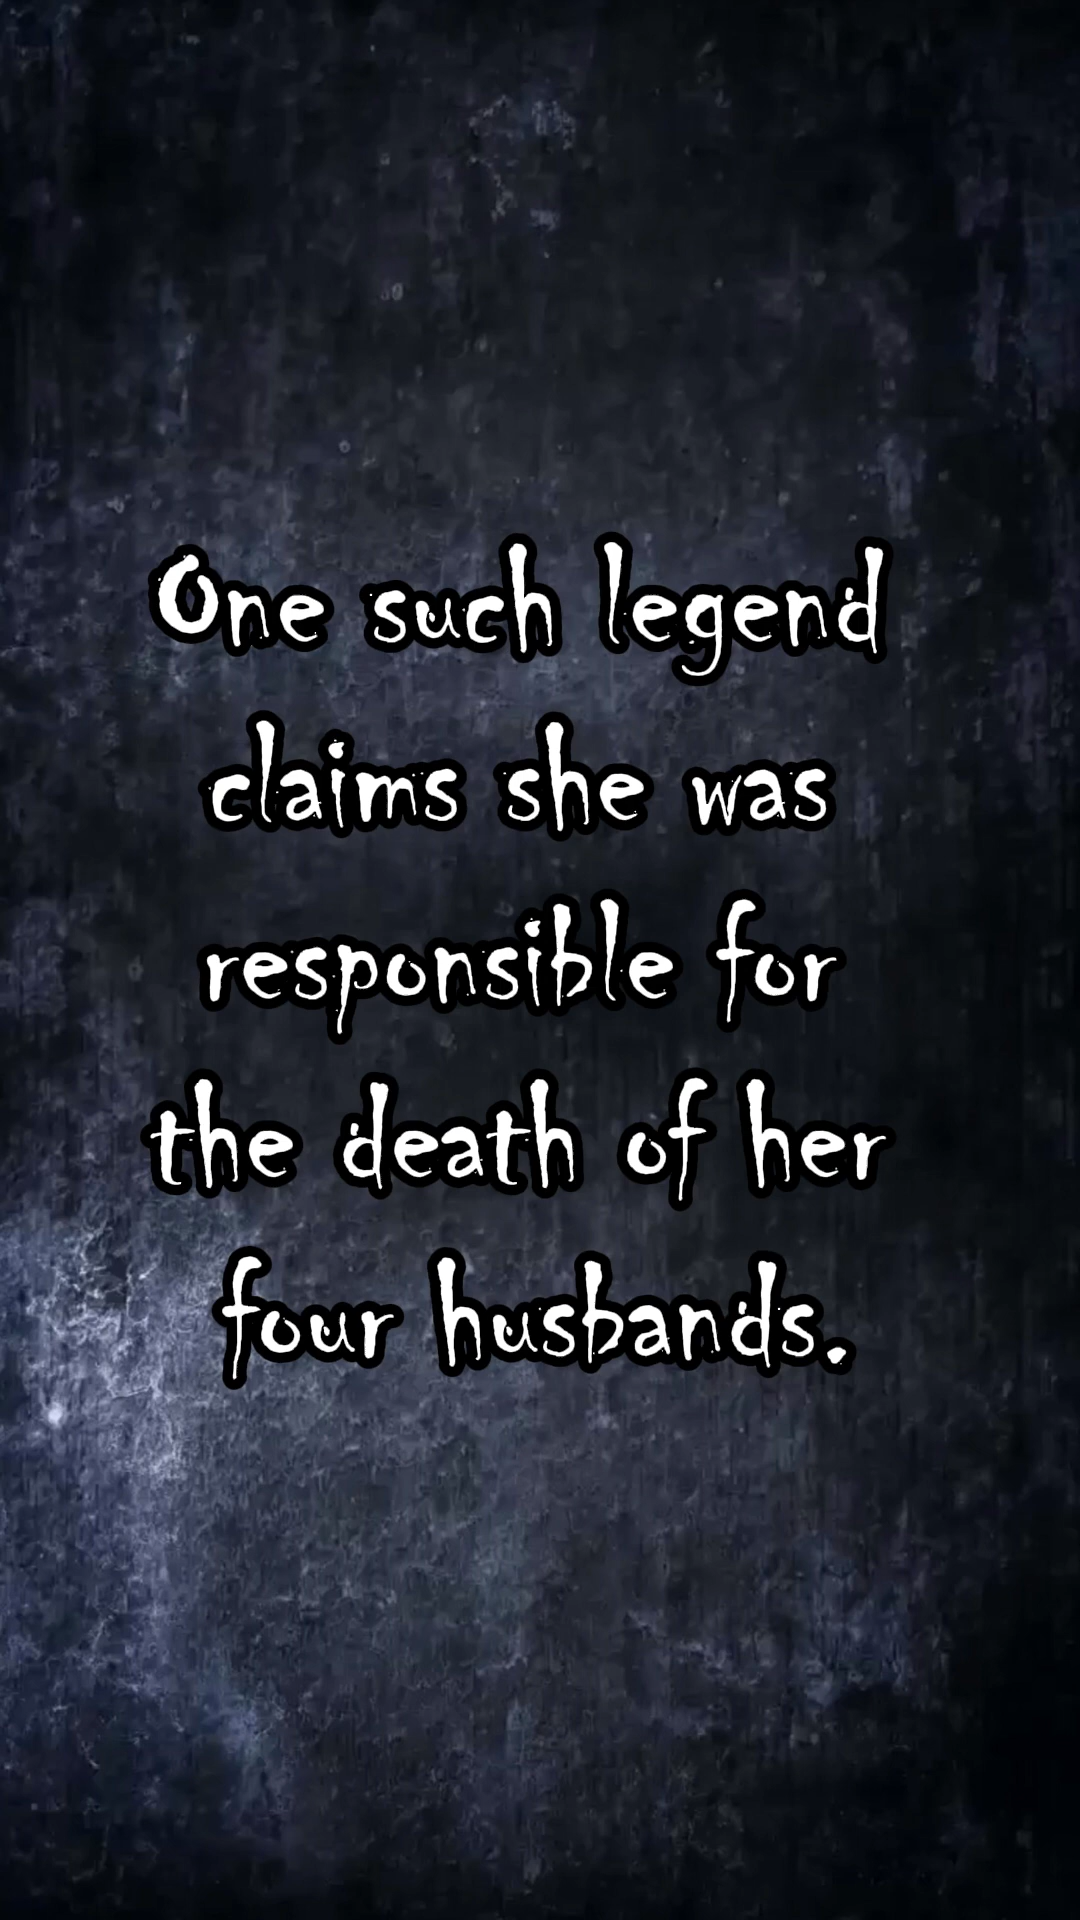 One such legend
claims she was
responsible for
the death of her
four husbands.